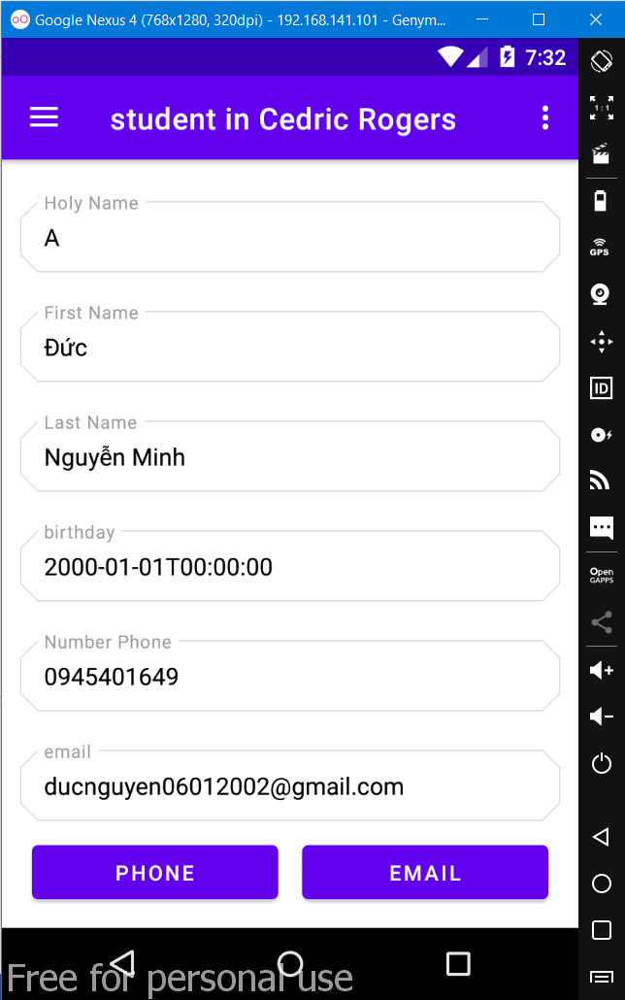 Google Nexus 4 (768x1280, 320dpi) - 192.168.141.101 - Genym...
7:32
student in Cedric Rogers
1 : 1
Holy Name
A
GPS
First Name
Đức
ID
Last Name
Nguyễn Minh
birthday
2000-01-01T00:00:00
Open
GAPPS
Number Phone
0945401649
email
ducnguyen06012002@gmail.com
PHONE
EMAIL
Free for personal use